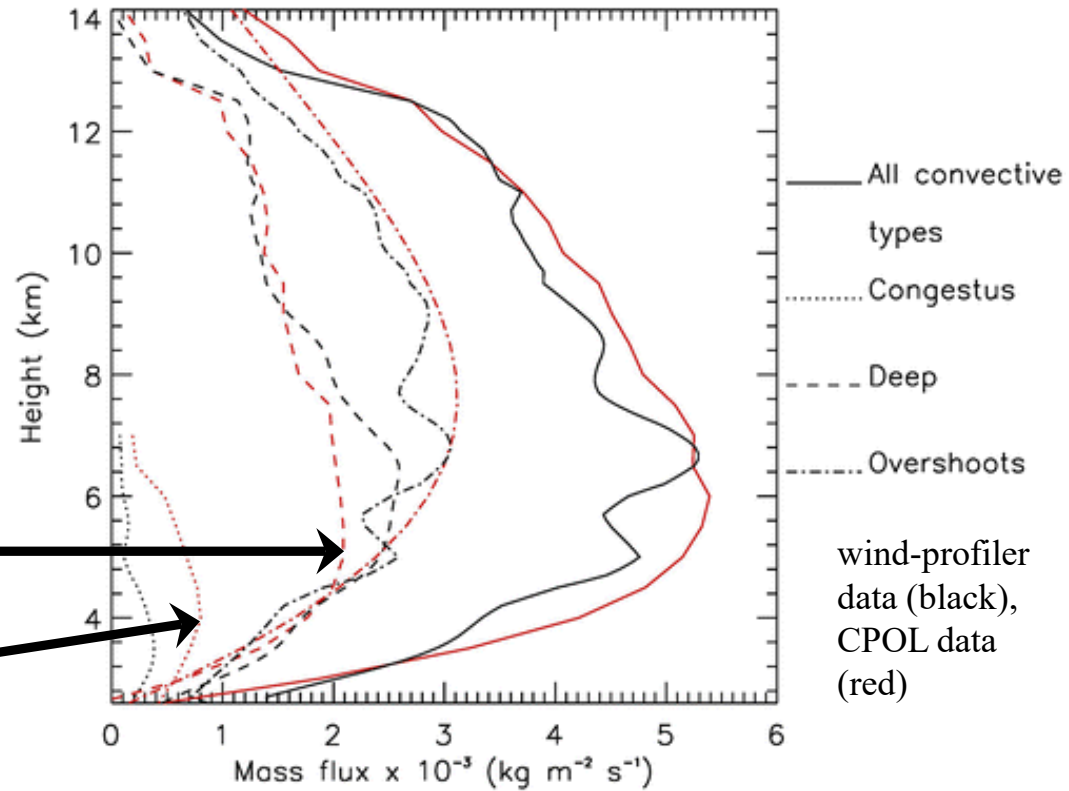 14
12
10
8
6
4
Height (km)
0 1 2 3 4 5 6
Mass flux x 10⁻³ (kg m⁻² s⁻¹)
All convective
types
Congestus
Deep
Overshoots
wind-profiler
data (black),
CPOL data
(red)